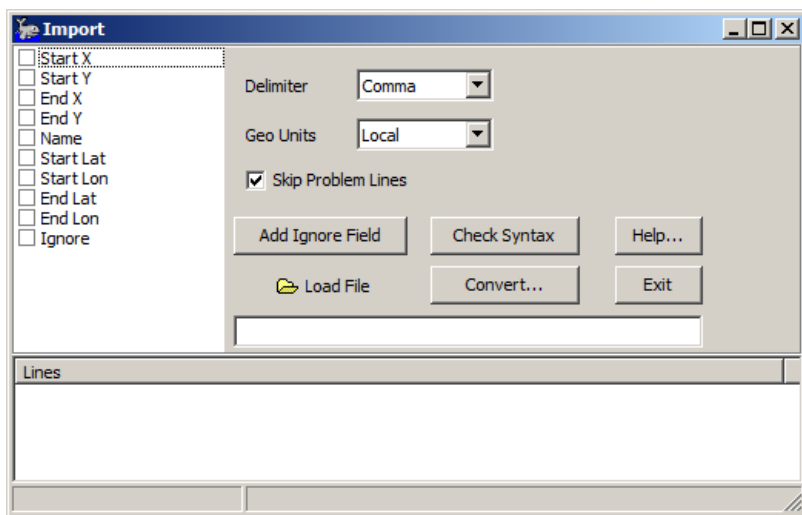 Import
Start X
Start Y
End X
End Y
Name
Start Lat
Start Lon
End Lat
End Lon
Ignore
Delimiter Comma
Geo Units Local
Skip Problem Lines
Add Ignore Field Check Syntax Help...
Load File Convert... Exit
Lines